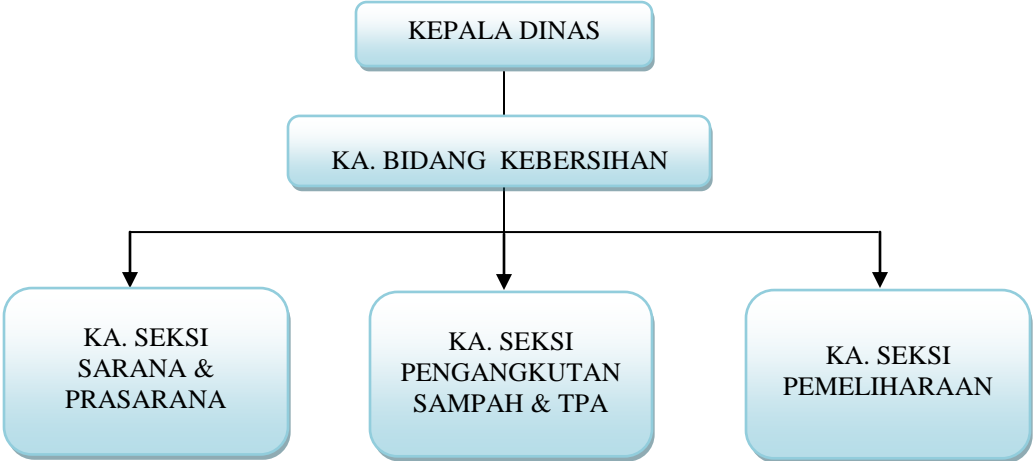 KEPALA DINAS
KA. BIDANG KEBERSIHAN
KA. SEKSI
SARANA &
PRASARANA
KA. SEKSI
PENGANGKUTAN
SAMPAH & TPA
KA. SEKSI
PEMELIHARAAN